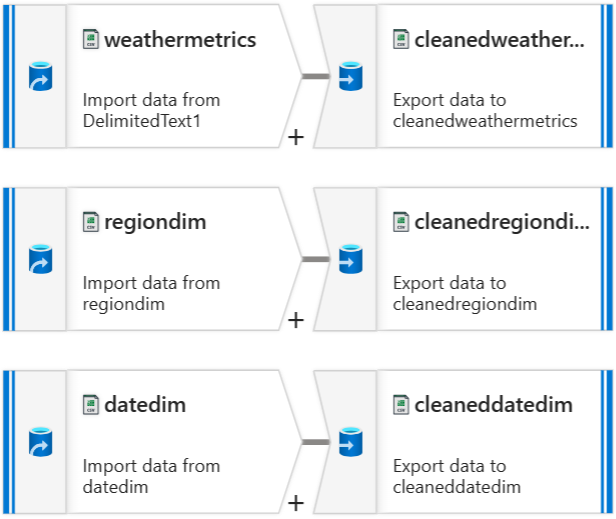 weathermetrics
Import data from
DelimitedText1
+
cleanedweather...
Export data to
cleanedweathermetrics
regiondim
Import data from
regiondim
+
cleanedregiondi...
Export data to
cleanedregiondim
datedim
Import data from
datedim
+
cleaneddatedim
Export data to
cleaneddatedim